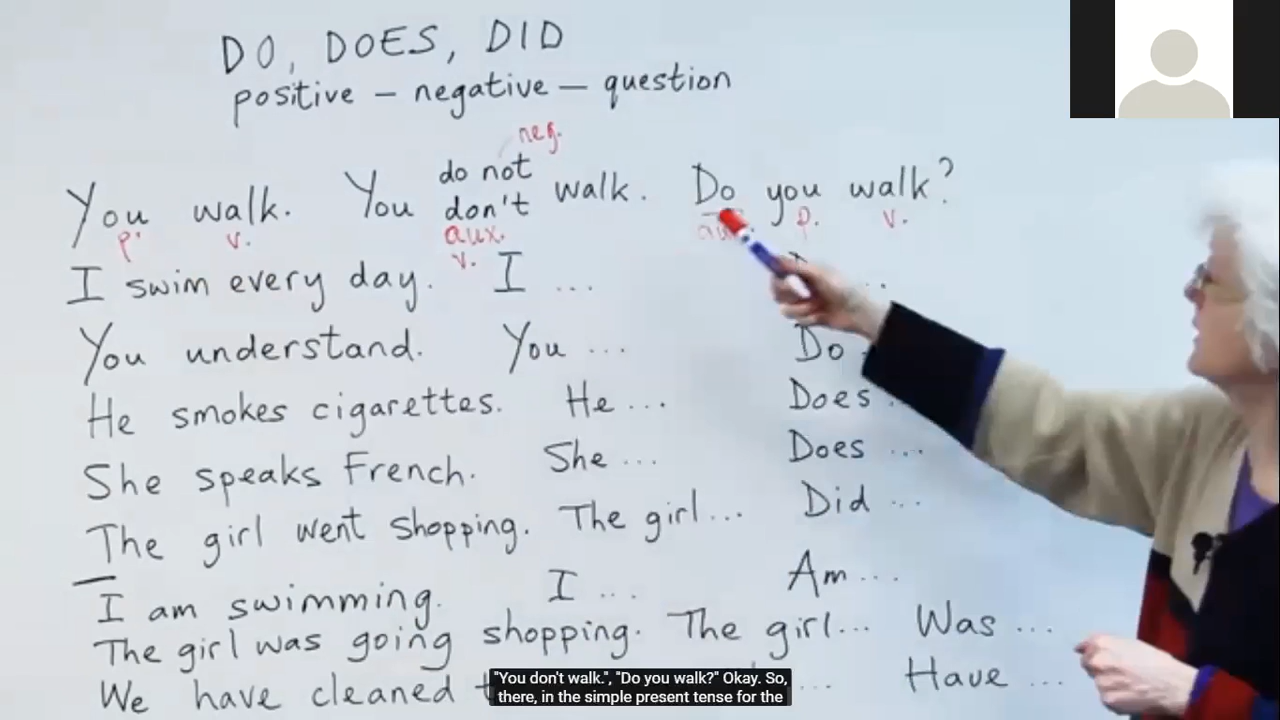 DO, DOES, DID
positive – negative – question
neg.
do not
You walk. You don't walk. Do you walk?
p. v. aux. p. v.
v.
I swim every day. I ...
You understand. You ... Do
He smokes cigarettes. He ... Does
She speaks French. She ... Does ...
The girl went shopping. The girl ... Did ...
I am swimming. I ... Am ...
The girl was going shopping. The girl ... Was ...
We have cleaned ... Have ...
"You don't walk.", "Do you walk?" Okay. So,
there, in the simple present tense for the